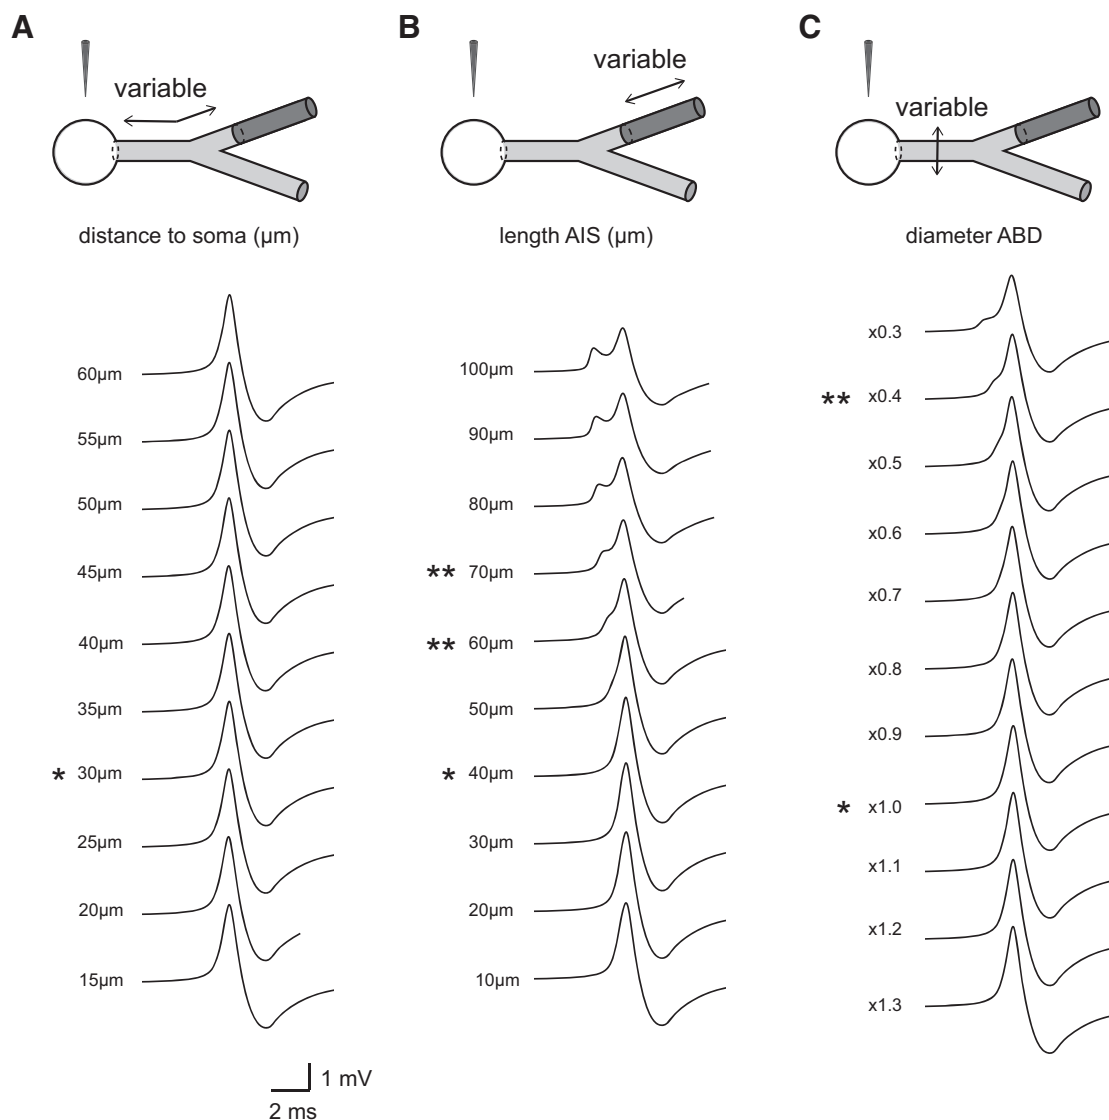 A
variable
distance to soma (µm)
60µm
55µm
50µm
45µm
40µm
35µm
* 30µm
25µm
20µm
15µm
1 mV
2 ms
B
variable
length AIS (µm)
100µm
90µm
80µm
** 70µm
** 60µm
50µm
* 40µm
30µm
20µm
10µm
C
variable
diameter ABD
x0.3
** x0.4
x0.5
x0.6
x0.7
x0.8
x0.9
* x1.0
x1.1
x1.2
x1.3